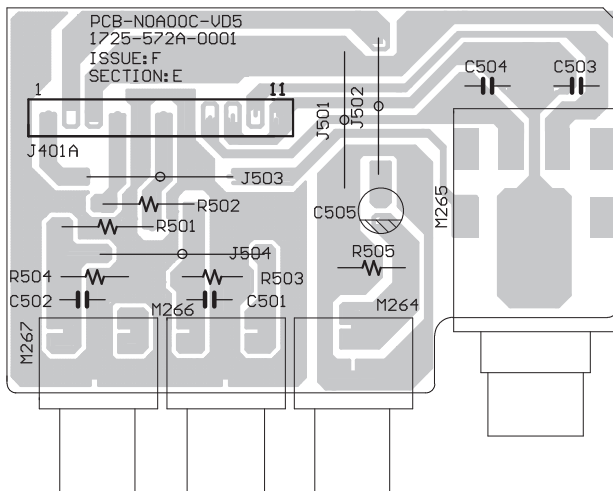 PCB-NOA00C-VD5
1725-572A-0001
ISSUE:F
SECTION:E
1
11
J401A
J501
J502
C504
C503
J503
R502
C505
M265
R501
J504
R505
R504
R503
C502
M266
C501
M264
M267